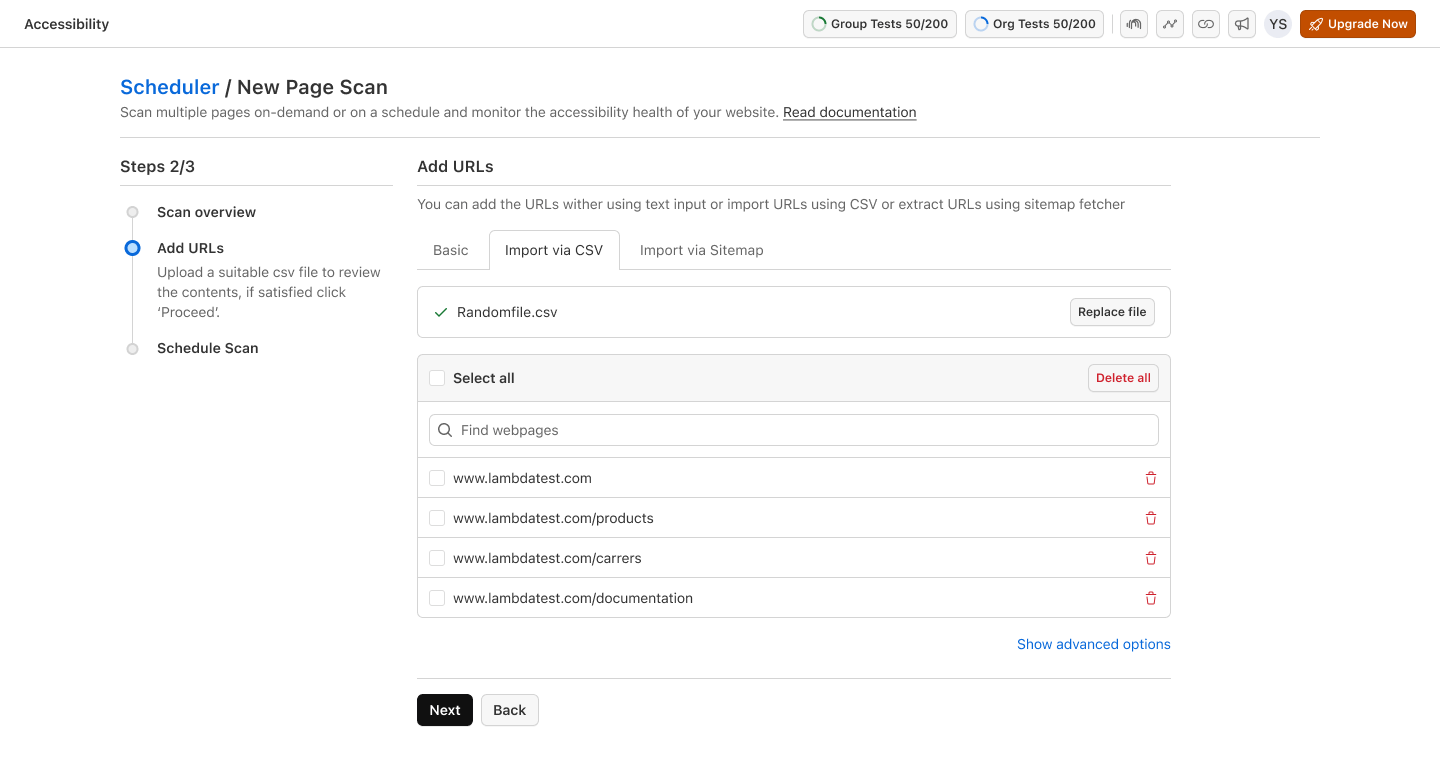 Accessibility
Group Tests 50/200
Org Tests 50/200
YS
Upgrade Now
Scheduler / New Page Scan
Scan multiple pages on-demand or on a schedule and monitor the accessibility health of your website. Read documentation
Steps 2/3
Scan overview
Add URLs
Upload a suitable csv file to review
the contents, if satisfied click
‘Proceed’.
Schedule Scan
Add URLs
You can add the URLs wither using text input or import URLs using CSV or extract URLs using sitemap fetcher
Basic
Import via CSV
Import via Sitemap
Randomfile.csv
Replace file
Select all
Delete all
Find webpages
www.lambdatest.com
www.lambdatest.com/products
www.lambdatest.com/carrers
www.lambdatest.com/documentation
Show advanced options
Next
Back